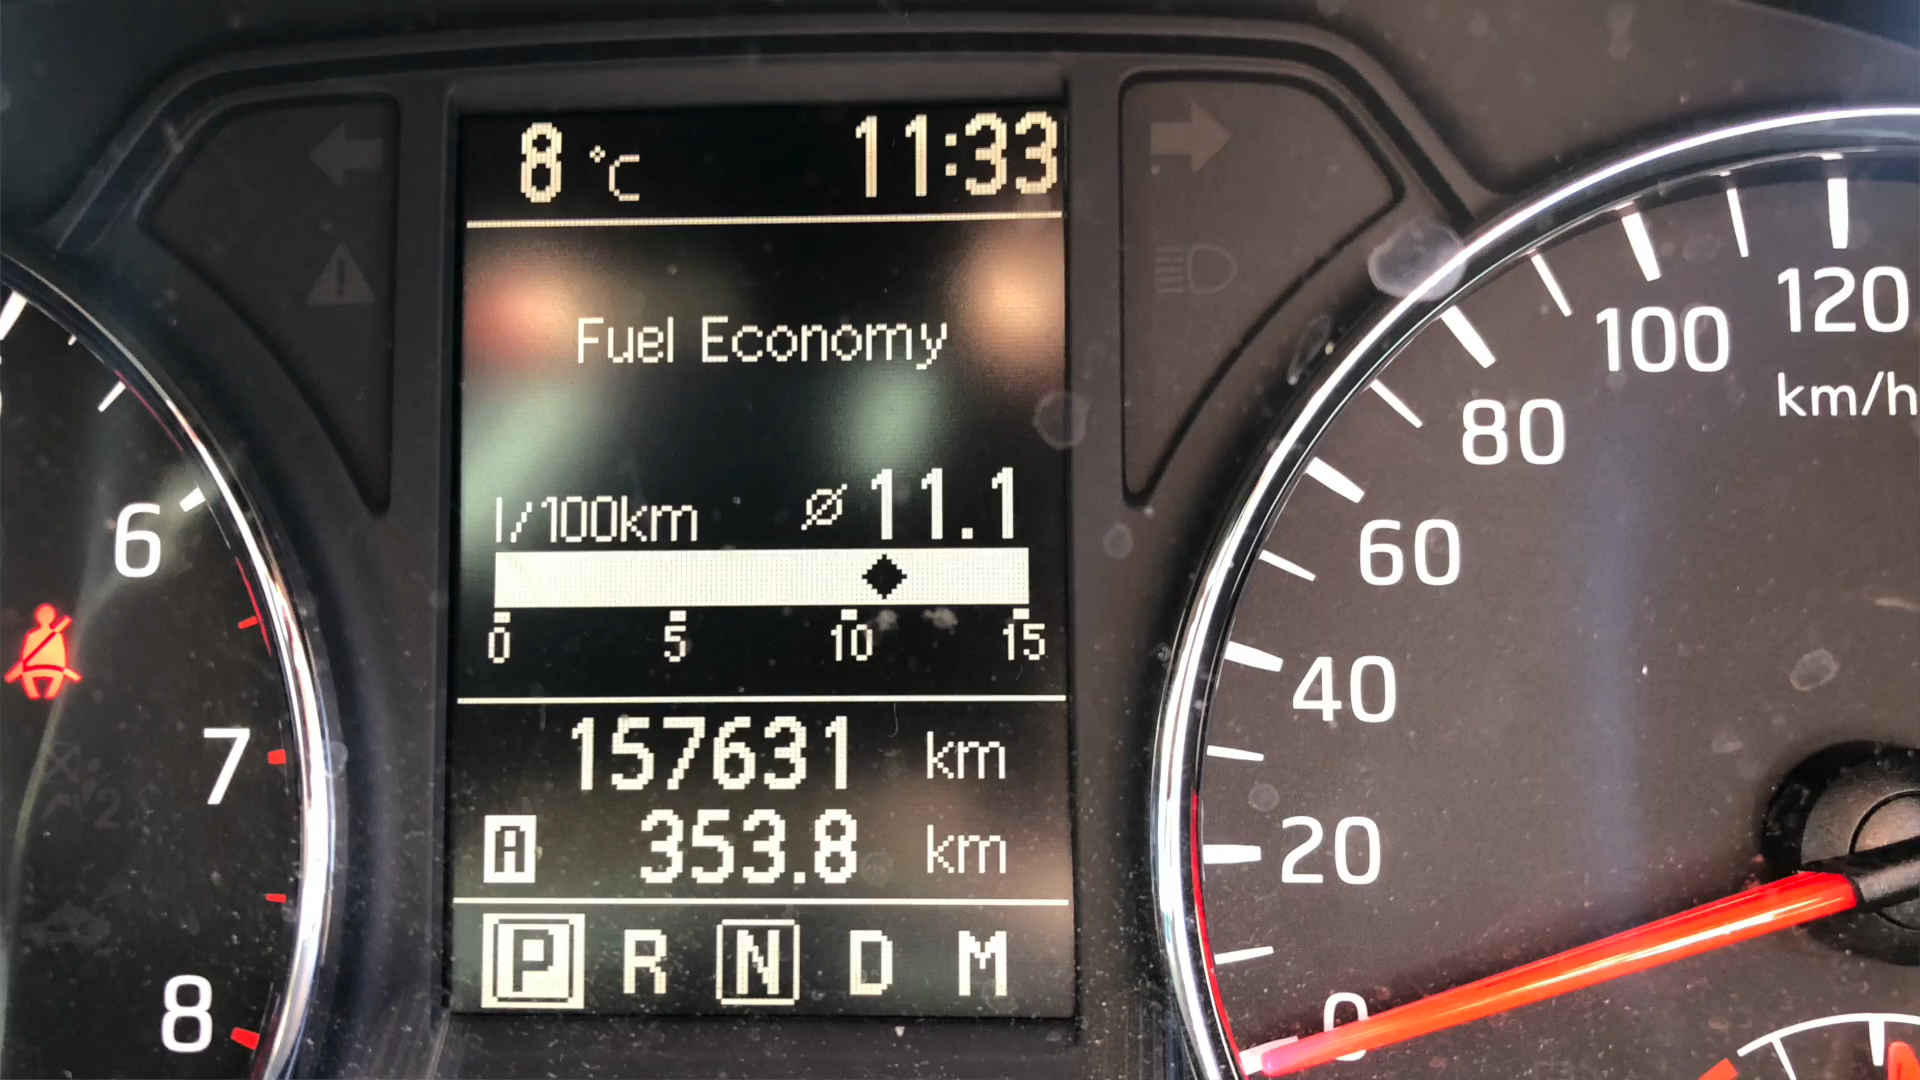 8 °C 11:33
Fuel Economy
l/100km ⌀11.1
0 5 10 15
157631 km
A 353.8 km
P R N D M
6
7
8
0
20
40
60
80
100
120
km/h